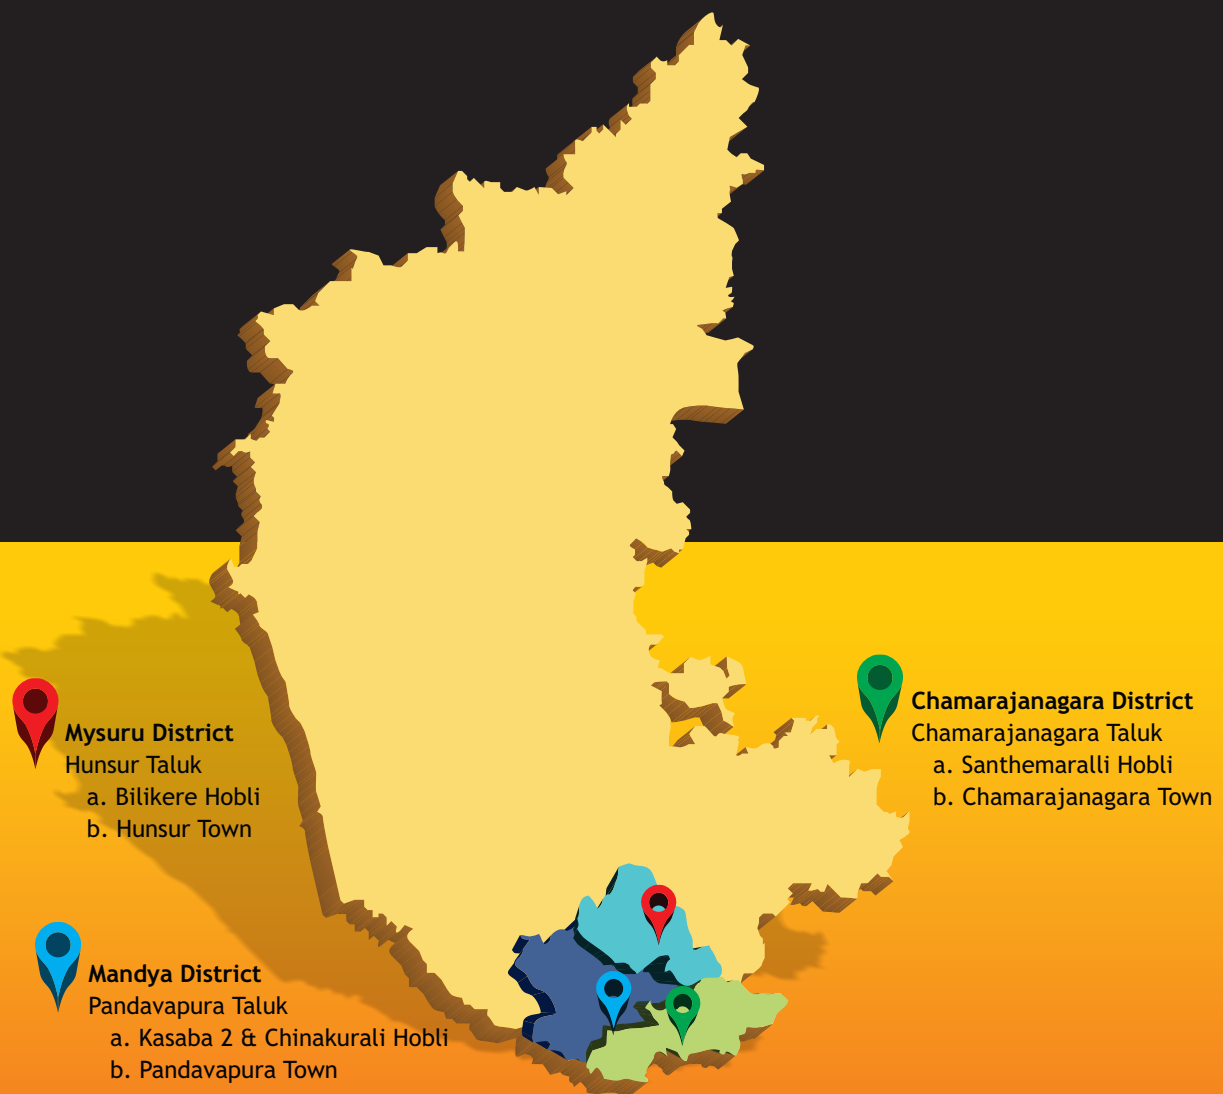 Mysuru District
Hunsur Taluk
a. Bilikere Hobli
b. Hunsur Town
Mandya District
Pandavapura Taluk
a. Kasaba 2 & Chinakurali Hobli
b. Pandavapura Town
Chamarajanagara District
Chamarajanagara Taluk
a. Santhemaralli Hobli
b. Chamarajanagara Town